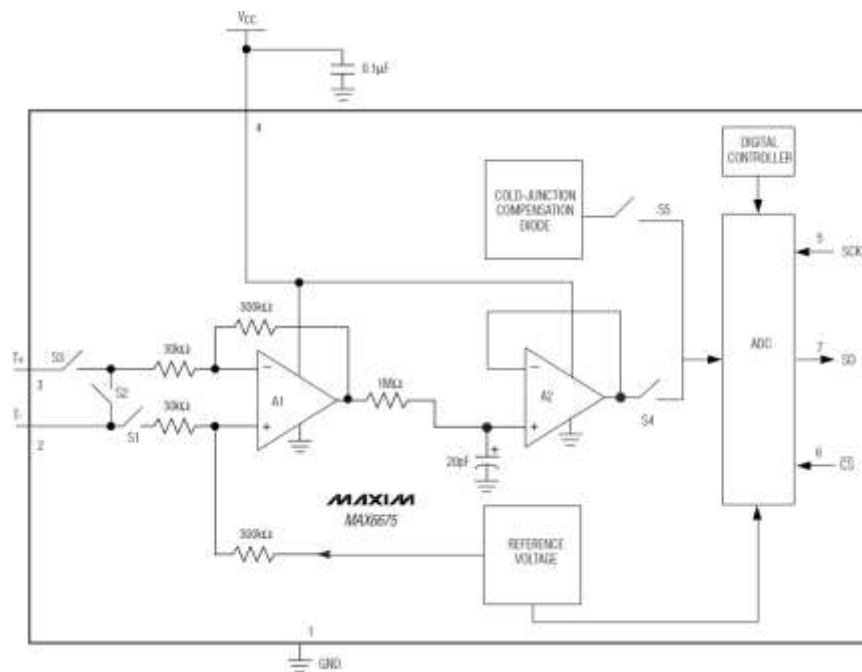 VCC
0.1µF
4
DIGITAL
CONTROLLER
COLD-JUNCTION
COMPENSATION
DIODE
S5
5
SCK
300kΩ
30kΩ
T+
S3
3
S2
A1
1MΩ
A2
ADC
7
SO
T-
S1
30kΩ
2
S4
20pF
6
CS
MAXIM
MAX6675
300kΩ
REFERENCE
VOLTAGE
1
GND